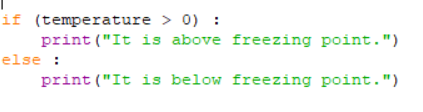 if (temperature > 0) :
    print("It is above freezing point.")
else :
    print("It is below freezing point.")